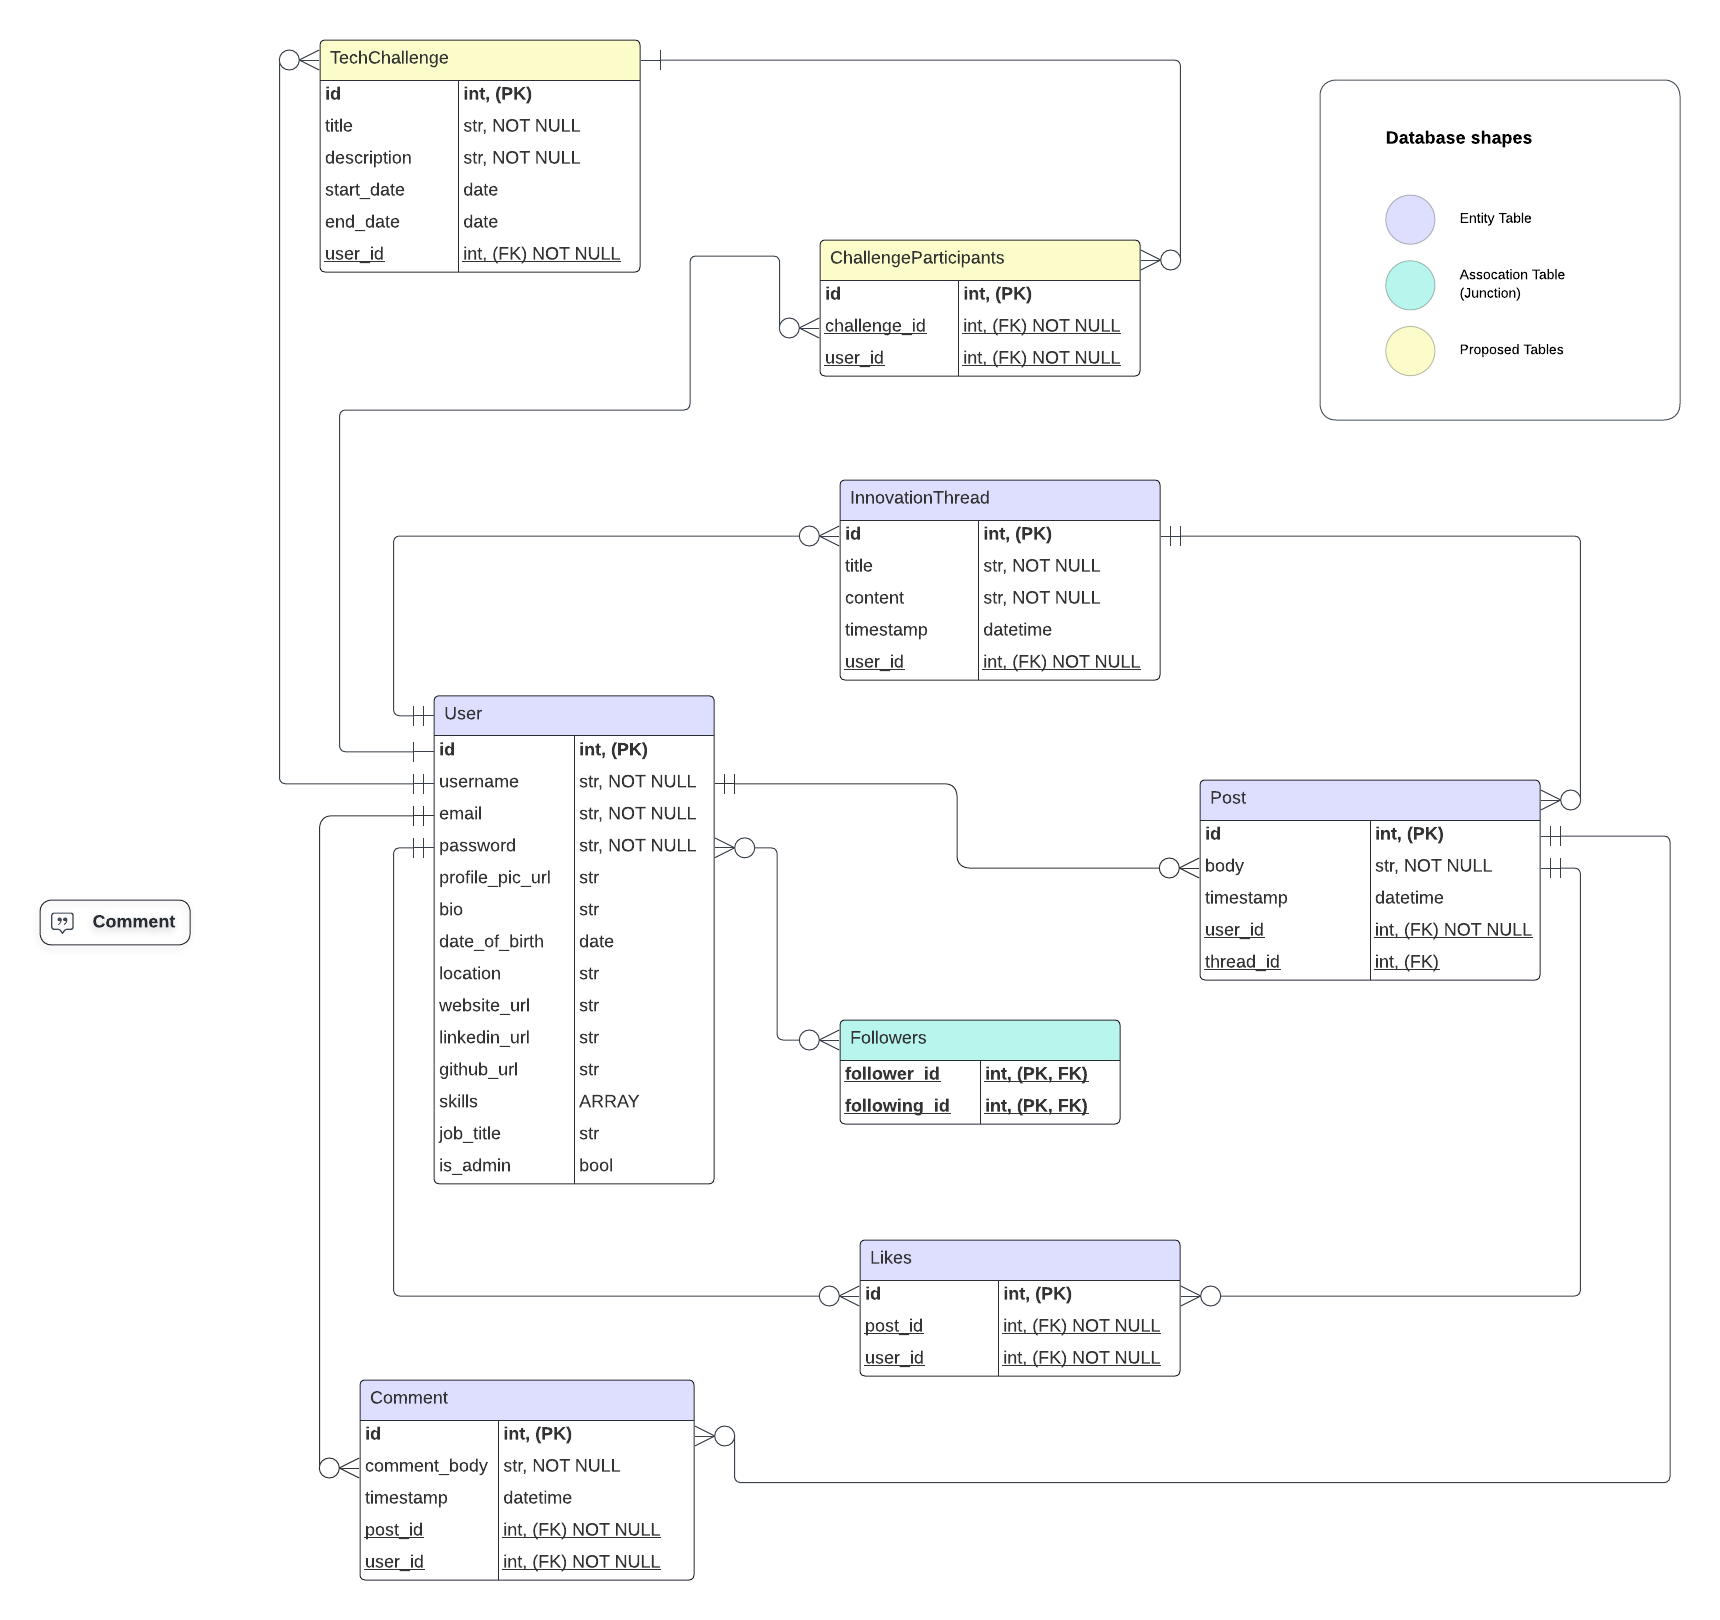 TechChallenge
id int, (PK)
title str, NOT NULL
description str, NOT NULL
start_date date
end_date date
user_id int, (FK) NOT NULL
Database shapes
Entity Table
Assocation Table
(Junction)
Proposed Tables
ChallengeParticipants
id int, (PK)
challenge_id int, (FK) NOT NULL
user_id int, (FK) NOT NULL
InnovationThread
id int, (PK)
title str, NOT NULL
content str, NOT NULL
timestamp datetime
user_id int, (FK) NOT NULL
User
id int, (PK)
username str, NOT NULL
email str, NOT NULL
password str, NOT NULL
profile_pic_url str
bio str
date_of_birth date
location str
website_url str
linkedin_url str
github_url str
skills ARRAY
job_title str
is_admin bool
Post
id int, (PK)
body str, NOT NULL
timestamp datetime
user_id int, (FK) NOT NULL
thread_id int, (FK)
Comment
Followers
follower_id int, (PK, FK)
following_id int, (PK, FK)
Likes
id int, (PK)
post_id int, (FK) NOT NULL
user_id int, (FK) NOT NULL
Comment
id int, (PK)
comment_body str, NOT NULL
timestamp datetime
post_id int, (FK) NOT NULL
user_id int, (FK) NOT NULL